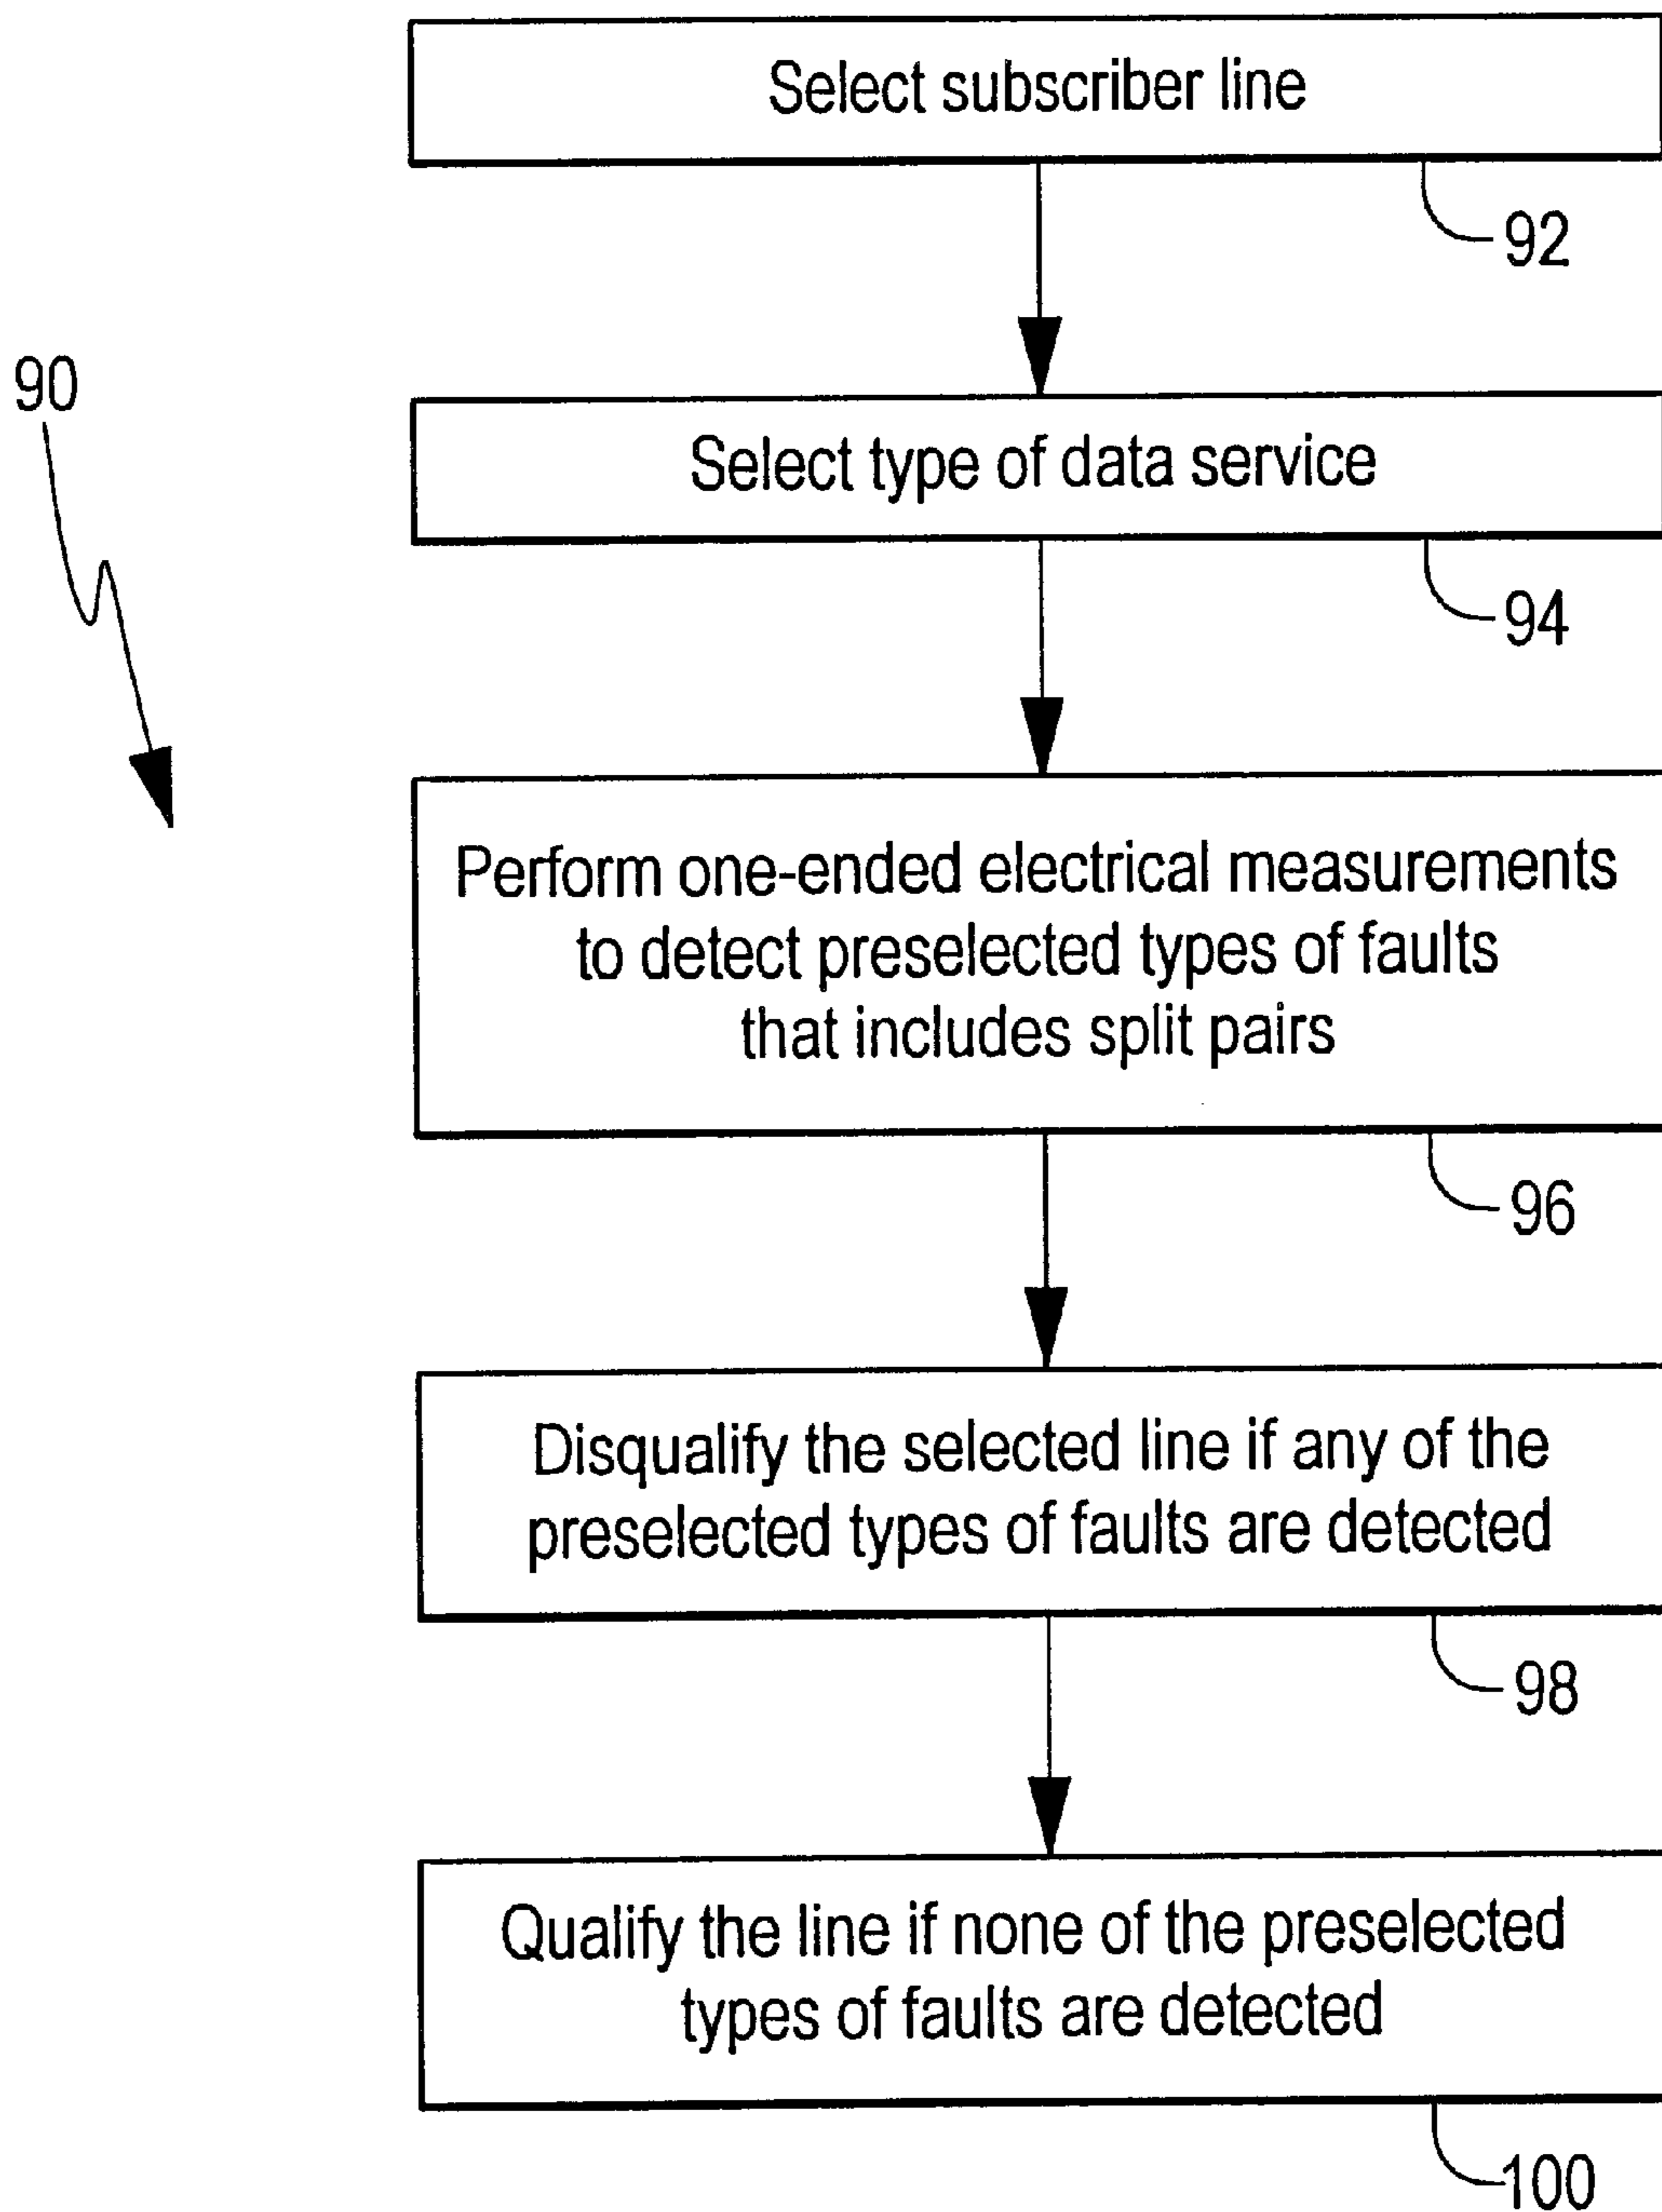 Select subscriber line
92
90
Select type of data service
94
Perform one-ended electrical measurements
to detect preselected types of faults
that includes split pairs
96
Disqualify the selected line if any of the
preselected types of faults are detected
98
Qualify the line if none of the preselected
types of faults are detected
100